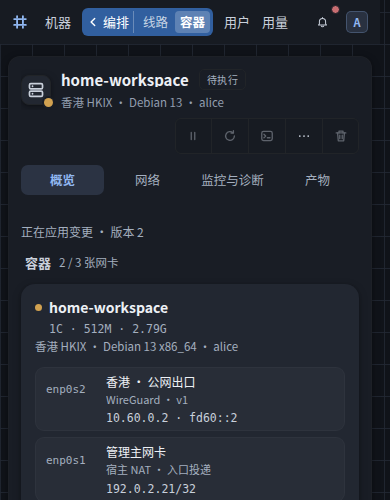 机器 编排 线路 容器 用户 用量 A
home-workspace 待执行
香港 HKIX • Debian 13 • alice
概览 网络 监控与诊断 产物
正在应用变更 • 版本 2
容器 2 / 3 张网卡
home-workspace
1C · 512M · 2.79G
香港 HKIX • Debian 13 x86_64 • alice
enp0s2 香港 • 公网出口
WireGuard • v1
10.60.0.2 · fd60::2
enp0s1 管理主网卡
宿主 NAT • 入口投递
192.0.2.21/32